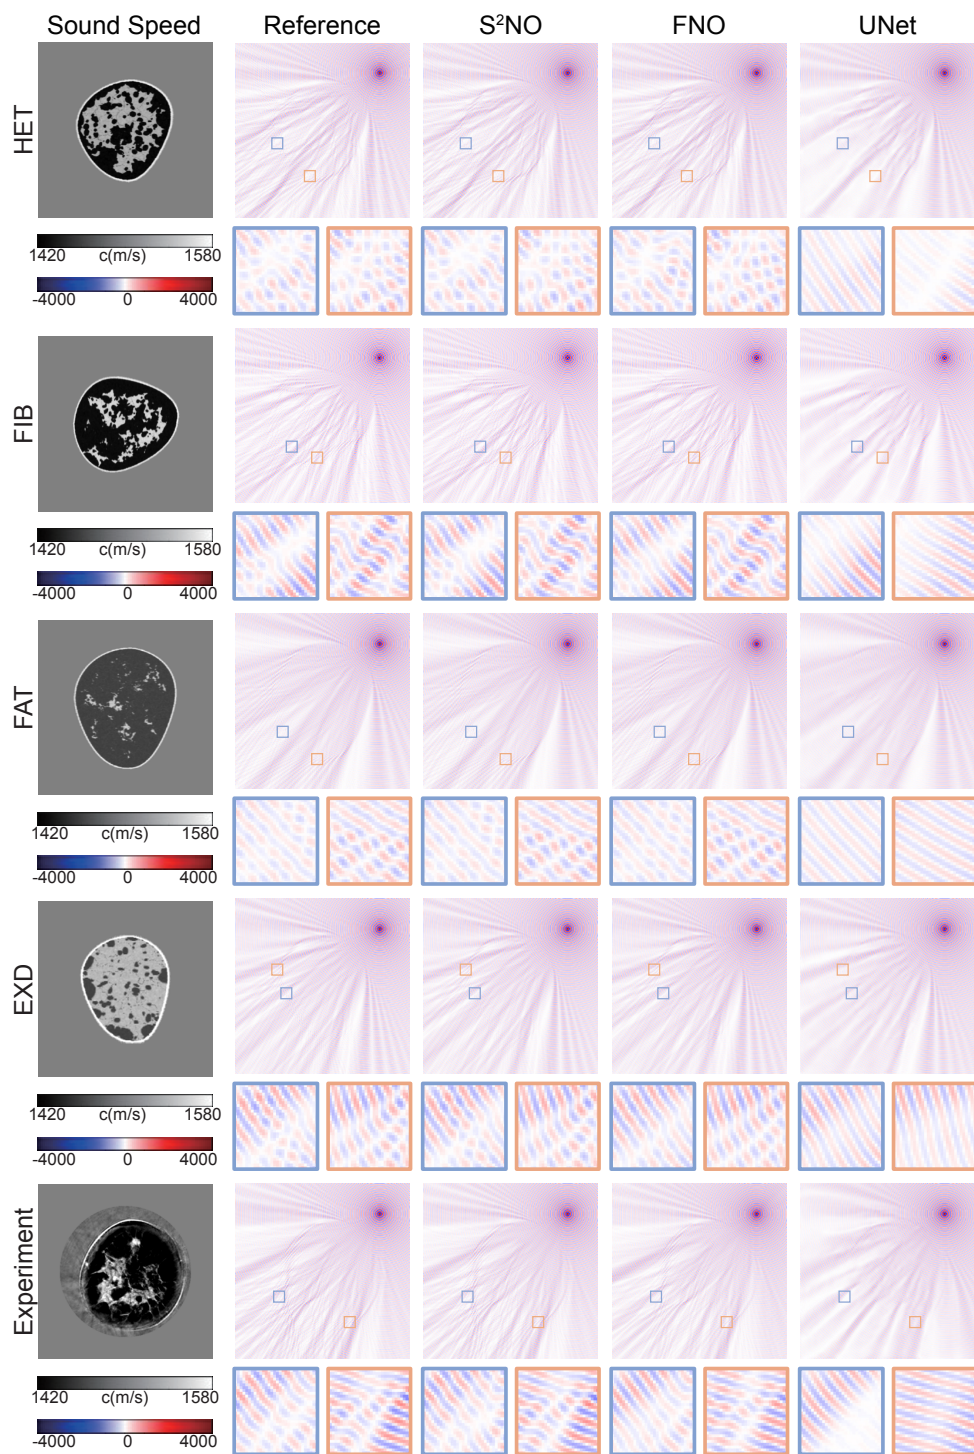 Sound Speed Reference S²NO FNO UNet
HET
1420 c(m/s) 1580
-4000 0 4000
FIB
1420 c(m/s) 1580
-4000 0 4000
FAT
1420 c(m/s) 1580
-4000 0 4000
EXD
1420 c(m/s) 1580
-4000 0 4000
Experiment
1420 c(m/s) 1580
-4000 0 4000